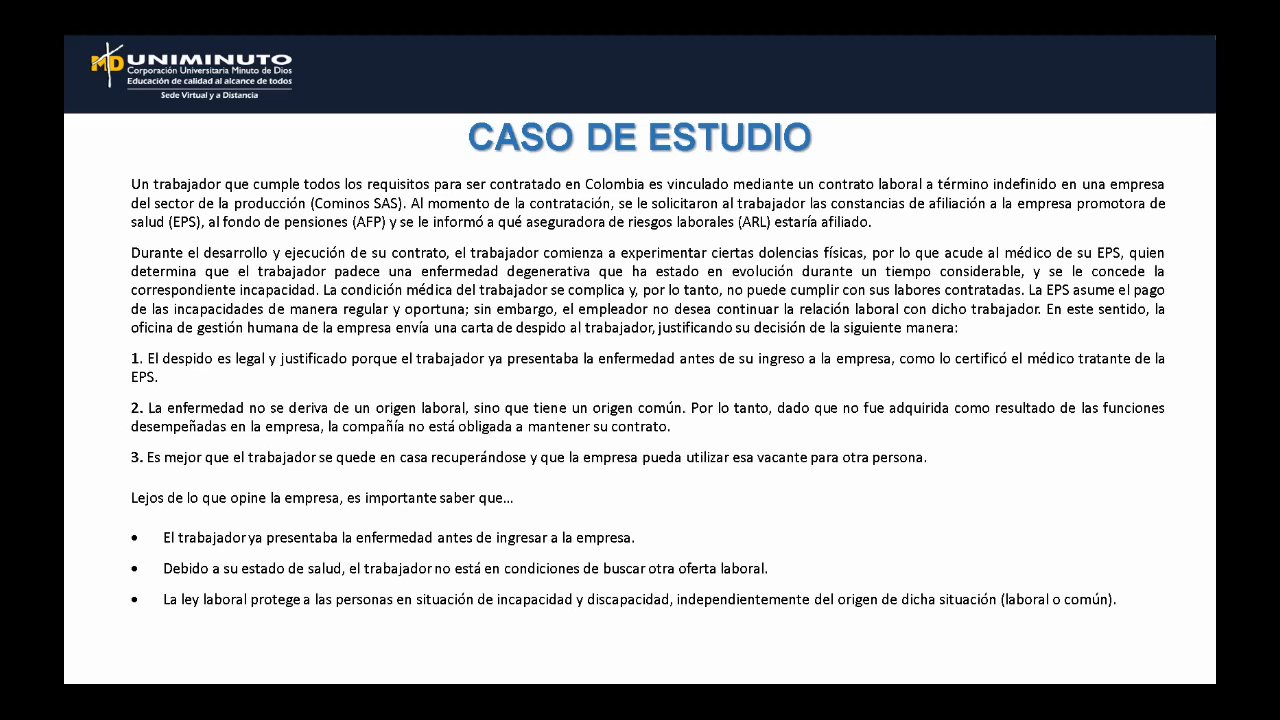 UNIMINUTO
Corporación Universitaria Minuto de Dios
Educación de calidad al alcance de todos
Sede Virtual y a Distancia
CASO DE ESTUDIO
Un trabajador que cumple todos los requisitos para ser contratado en Colombia es vinculado mediante un contrato laboral a término indefinido en una empresa
del sector de la producción (Cominos SAS). Al momento de la contratación, se le solicitaron al trabajador las constancias de afiliación a la empresa promotora de
salud (EPS), al fondo de pensiones (AFP) y se le informó a qué aseguradora de riesgos laborales (ARL) estaría afiliado.
Durante el desarrollo y ejecución de su contrato, el trabajador comienza a experimentar ciertas dolencias físicas, por lo que acude al médico de su EPS, quien
determina que el trabajador padece una enfermedad degenerativa que ha estado en evolución durante un tiempo considerable, y se le concede la
correspondiente incapacidad. La condición médica del trabajador se complica y, por lo tanto, no puede cumplir con sus labores contratadas. La EPS asume el pago
de las incapacidades de manera regular y oportuna; sin embargo, el empleador no desea continuar la relación laboral con dicho trabajador. En este sentido, la
oficina de gestión humana de la empresa envía una carta de despido al trabajador, justificando su decisión de la siguiente manera:
1. El despido es legal y justificado porque el trabajador ya presentaba la enfermedad antes de su ingreso a la empresa, como lo certificó el médico tratante de la
EPS.
2. La enfermedad no se deriva de un origen laboral, sino que tiene un origen común. Por lo tanto, dado que no fue adquirida como resultado de las funciones
desempeñadas en la empresa, la compañía no está obligada a mantener su contrato.
3. Es mejor que el trabajador se quede en casa recuperándose y que la empresa pueda utilizar esa vacante para otra persona.
Lejos de lo que opine la empresa, es importante saber que...
• El trabajador ya presentaba la enfermedad antes de ingresar a la empresa.
• Debido a su estado de salud, el trabajador no está en condiciones de buscar otra oferta laboral.
• La ley laboral protege a las personas en situación de incapacidad y discapacidad, independientemente del origen de dicha situación (laboral o común).